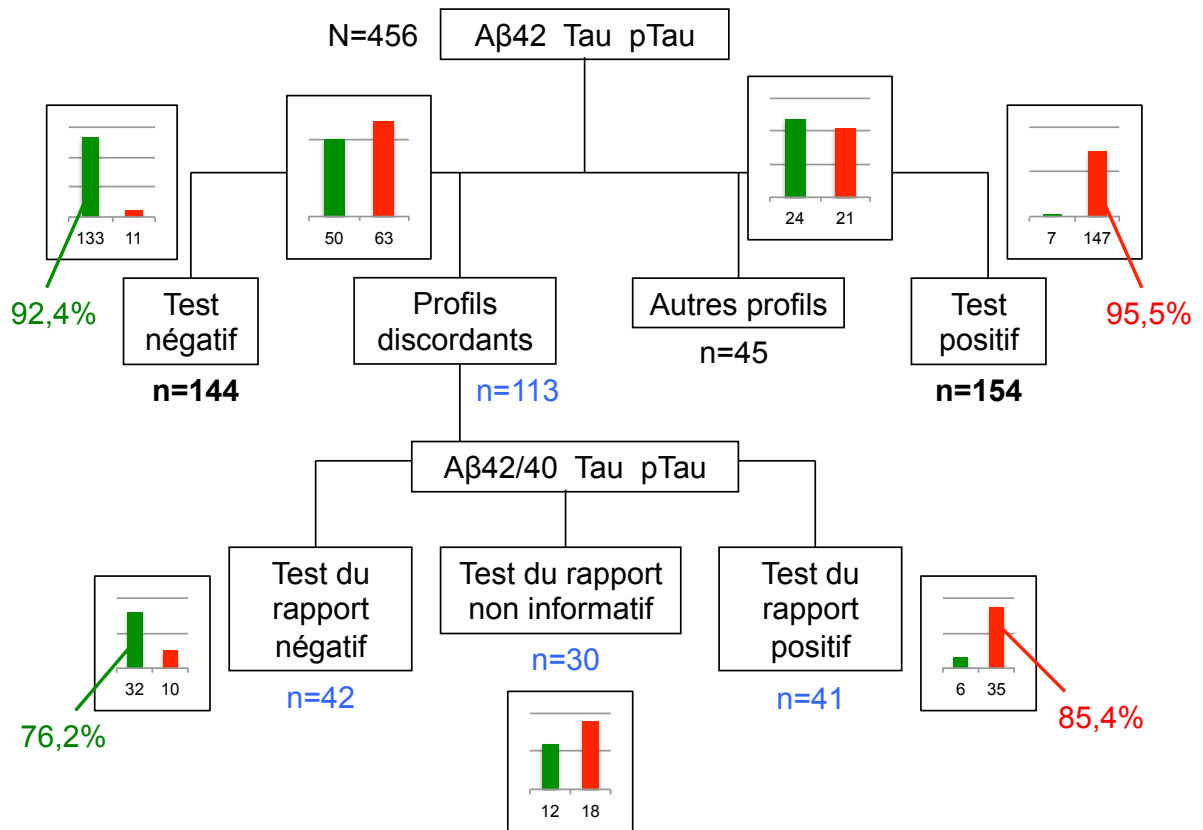 N=456
Aβ42 Tau pTau
133 11
50 63
24 21
7 147
92,4%
Test
négatif
n=144
Profils
discordants
n=113
Autres profils
n=45
Test
positif
n=154
95,5%
Aβ42/40 Tau pTau
Test du
rapport
négatif
n=42
Test du rapport
non informatif
n=30
Test du
rapport
positif
n=41
32 10
76,2%
12 18
6 35
85,4%